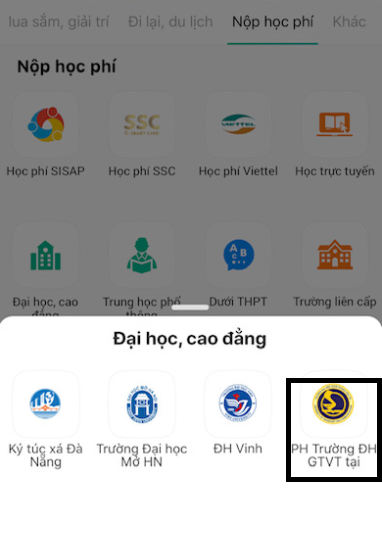 lua sắm, giải trí Đi lại, du lịch Nộp học phí Khác
Nộp học phí
SSC
VIETTEL
Học phí SISAP Học phí SSC Học phí Viettel Học trực tuyến
A B C
Đại học, cao Trung học phổ Dưới THPT Trường liên cấp
đẳng thông
Đại học, cao đẳng
Ký túc xá Đà Trường Đại học ĐH Vinh PH Trường ĐH
Nẵng Mở HN GTVT tại